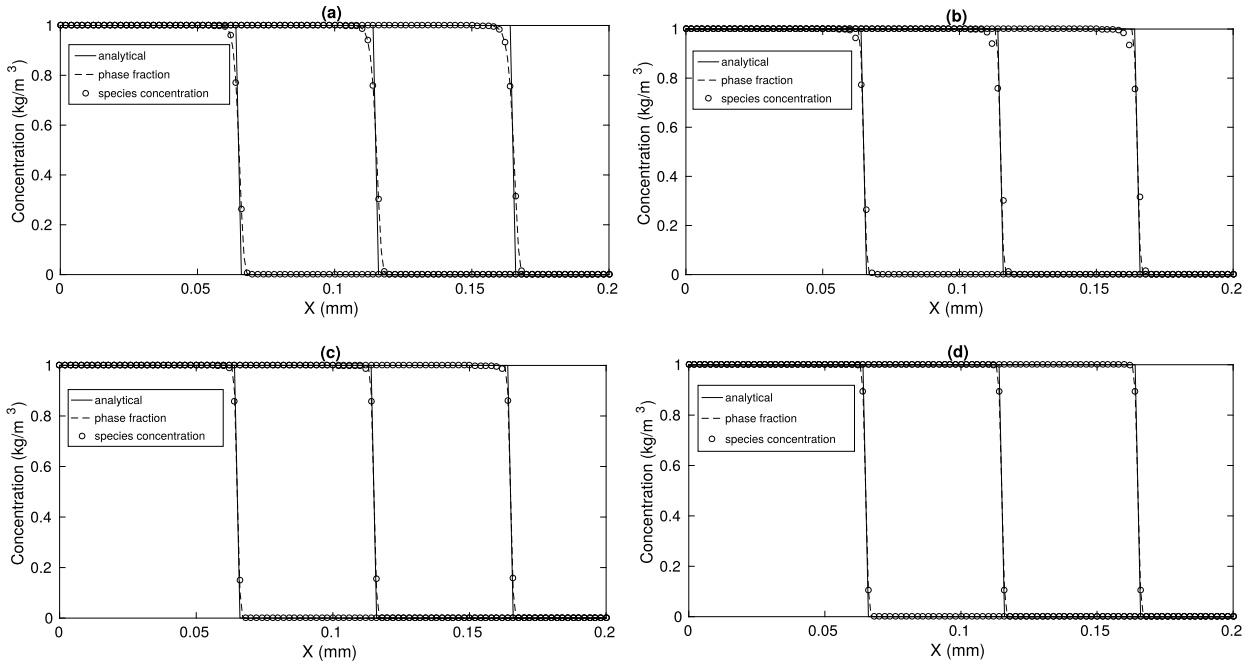 (a)
1
0.8
0.6
0.4
0.2
0
Concentration (kg/m 3)
analytical
phase fraction
species concentration
0 0.05 0.1 0.15 0.2
X (mm)
(b)
1
0.8
0.6
0.4
0.2
0
Concentration (kg/m 3)
analytical
phase fraction
species concentration
0 0.05 0.1 0.15 0.2
X (mm)
(c)
1
0.8
0.6
0.4
0.2
0
Concentration (kg/m 3)
analytical
phase fraction
species concentration
0 0.05 0.1 0.15 0.2
X (mm)
(d)
1
0.8
0.6
0.4
0.2
0
Concentration (kg/m 3)
analytical
phase fraction
species concentration
0 0.05 0.1 0.15 0.2
X (mm)